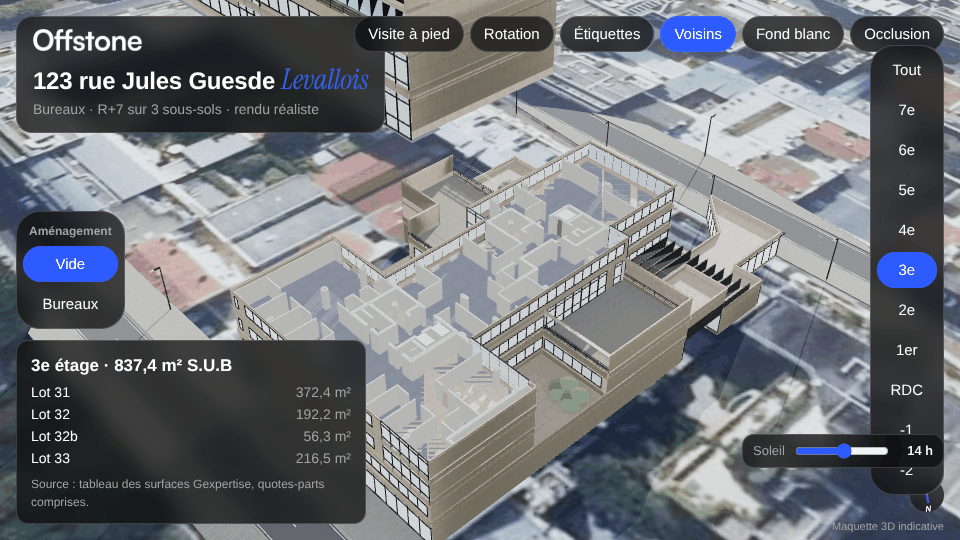 Offstone
123 rue Jules Guesde Levallois
Bureaux · R+7 sur 3 sous-sols · rendu réaliste
Visite à pied
Rotation
Étiquettes
Voisins
Fond blanc
Occlusion
Tout
7e
6e
5e
4e
3e
2e
1er
RDC
-1
-2
Aménagement
Vide
Bureaux
3e étage · 837,4 m² S.U.B
Lot 31 372,4 m²
Lot 32 192,2 m²
Lot 32b 56,3 m²
Lot 33 216,5 m²
Source : tableau des surfaces Gexpertise, quotes-parts
comprises.
Soleil 14 h
N
Maquette 3D indicative